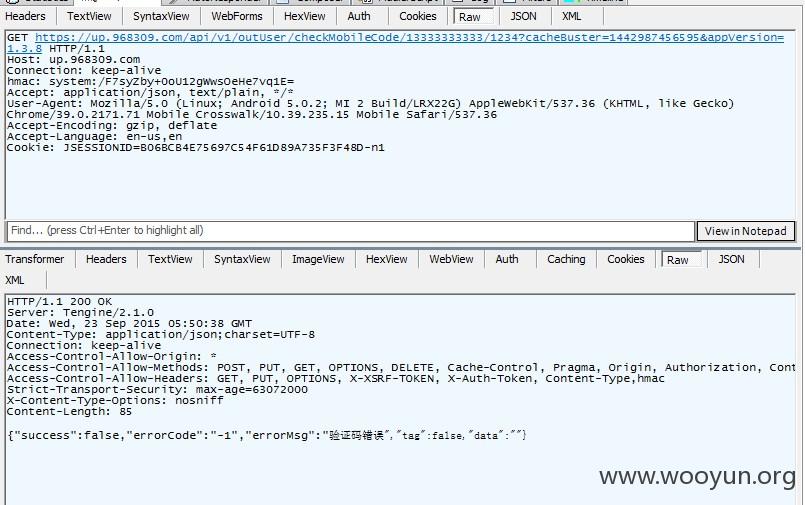 Headers TextView SyntaxView WebForms HexView Auth Cookies Raw JSON XML
GET https://up.968309.com/api/v1/outUser/checkMobileCode/13333333333/1234?cacheBuster=1442987456595&appVersion=
1.3.8 HTTP/1.1
Host: up.968309.com
Connection: keep-alive
hmac: system:/F7syZby+OoU12gWwsOeHe7vq1E=
Accept: application/json, text/plain, */*
User-Agent: Mozilla/5.0 (Linux; Android 5.0.2; MI 2 Build/LRX22G) AppleWebKit/537.36 (KHTML, like Gecko)
Chrome/39.0.2171.71 Mobile Crosswalk/10.39.235.15 Mobile Safari/537.36
Accept-Encoding: gzip, deflate
Accept-Language: en-us,en
Cookie: JSESSIONID=B06BCB4E75697C54F61D89A735F3F48D-n1
Find... (press Ctrl+Enter to highlight all) View in Notepad
Transformer Headers TextView SyntaxView ImageView HexView WebView Auth Caching Cookies Raw JSON
XML
HTTP/1.1 200 OK
Server: Tengine/2.1.0
Date: Wed, 23 Sep 2015 05:50:38 GMT
Content-Type: application/json;charset=UTF-8
Connection: keep-alive
Access-Control-Allow-Origin: *
Access-Control-Allow-Methods: POST, PUT, GET, OPTIONS, DELETE, Cache-Control, Pragma, Origin, Authorization, Cont
Access-Control-Allow-Headers: GET, PUT, OPTIONS, X-XSRF-TOKEN, X-Auth-Token, Content-Type,hmac
Strict-Transport-Security: max-age=63072000
X-Content-Type-Options: nosniff
Content-Length: 85
{"success":false,"errorCode":"-1","errorMsg":"验证码错误","tag":false,"data":""}
www.wooyun.org